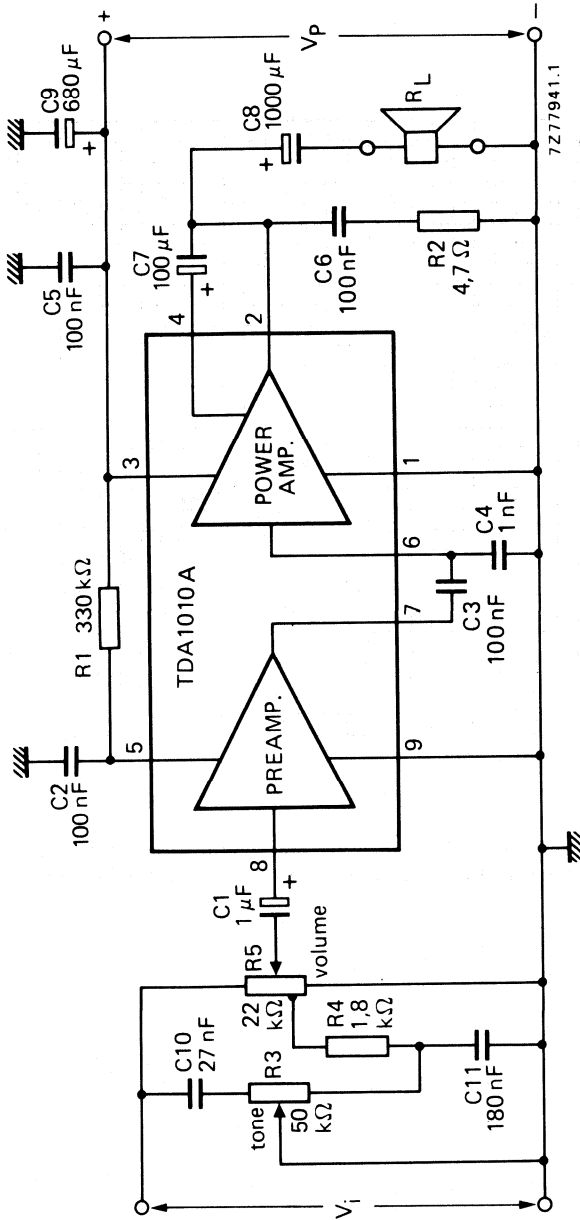 Vi
tone
R3
50
kΩ
C10
27 nF
C11
180 nF
R4
1,8
kΩ
R5
22
kΩ
volume
C1
1 µF
+
8
C2
100 nF
R1 330 kΩ
5
PREAMP.
9
TDA1010A
7
C3
100 nF
6
C4
1 nF
3
POWER
AMP.
1
4
2
C7
100 µF
+
C5
100 nF
C6
100 nF
R2
4,7 Ω
C9
680 µF
+
C8
1000 µF
+
RL
+
VP
−
7Z77941.1